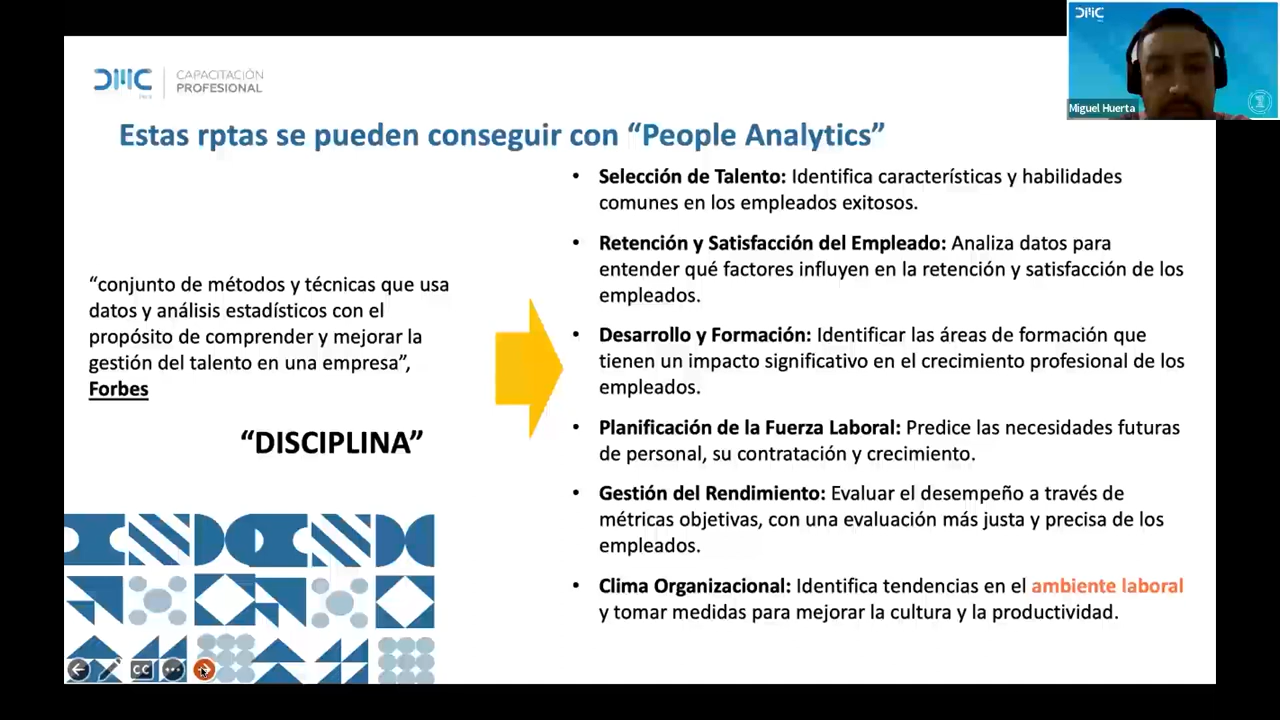 DMC
CAPACITACIÓN
PROFESIONAL
Estas rptas se pueden conseguir con “People Analytics”
“conjunto de métodos y técnicas que usa
datos y análisis estadísticos con el
propósito de comprender y mejorar la
gestión del talento en una empresa”,
Forbes
“DISCIPLINA”
• Selección de Talento: Identifica características y habilidades
comunes en los empleados exitosos.
• Retención y Satisfacción del Empleado: Analiza datos para
entender qué factores influyen en la retención y satisfacción de los
empleados.
• Desarrollo y Formación: Identificar las áreas de formación que
tienen un impacto significativo en el crecimiento profesional de los
empleados.
• Planificación de la Fuerza Laboral: Predice las necesidades futuras
de personal, su contratación y crecimiento.
• Gestión del Rendimiento: Evaluar el desempeño a través de
métricas objetivas, con una evaluación más justa y precisa de los
empleados.
• Clima Organizacional: Identifica tendencias en el ambiente laboral
y tomar medidas para mejorar la cultura y la productividad.
CC
DMC
Miguel Huerta